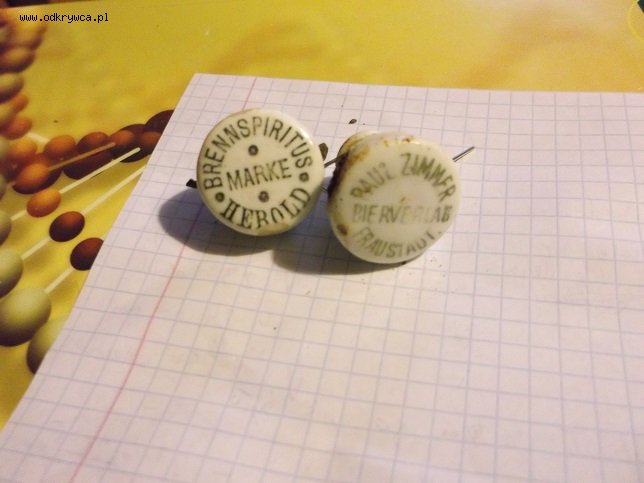 www.odkrywca.pl
BRENNSPIRITUS
MARKE
HEROLD
PAUL ZIMMER
BIERVERLAG
FRAUSTADT.